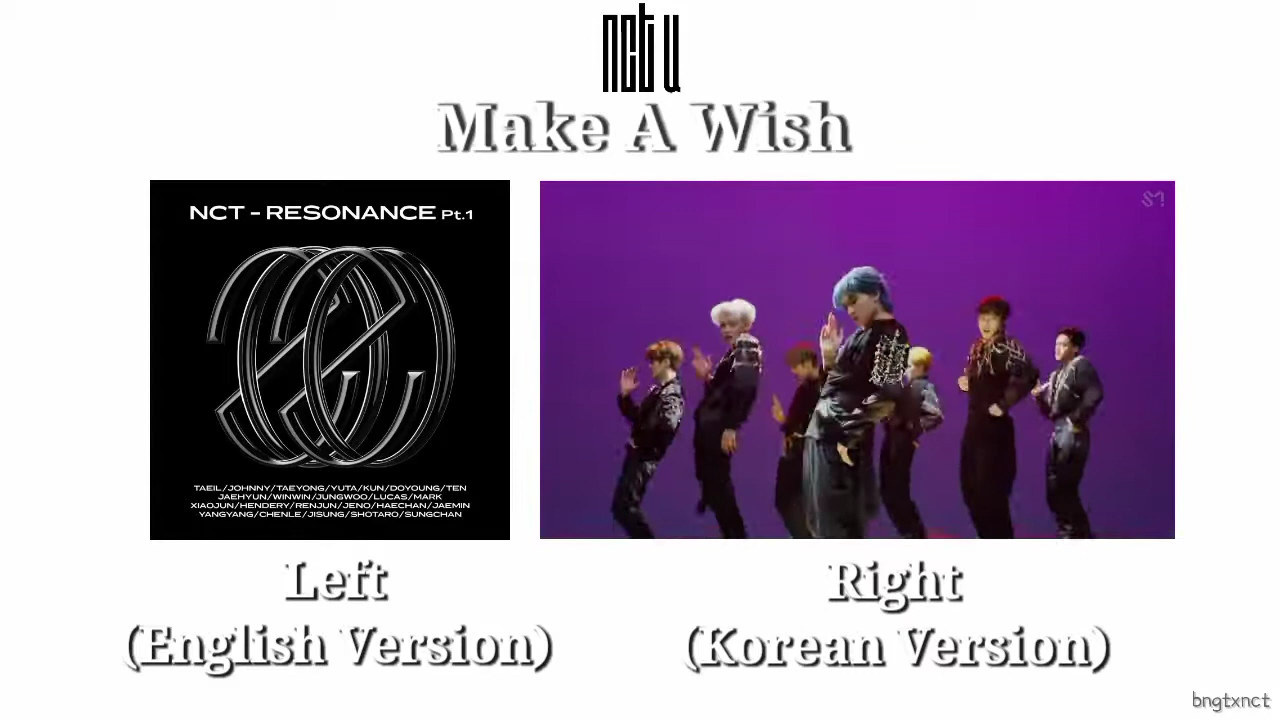 nct u
Make A Wish
NCT - RESONANCE Pt.1
TAEIL/JOHNNY/TAEYONG/YUTA/KUN/DOYOUNG/TEN
JAEHYUN/WINWIN/JUNGWOO/LUCAS/MARK
XIAOJUN/HENDERY/RENJUN/JENO/HAECHAN/JAEMIN
YANGYANG/CHENLE/JISUNG/SHOTARO/SUNGCHAN
SM
Left
(English Version)
Right
(Korean Version)
bngtxnct